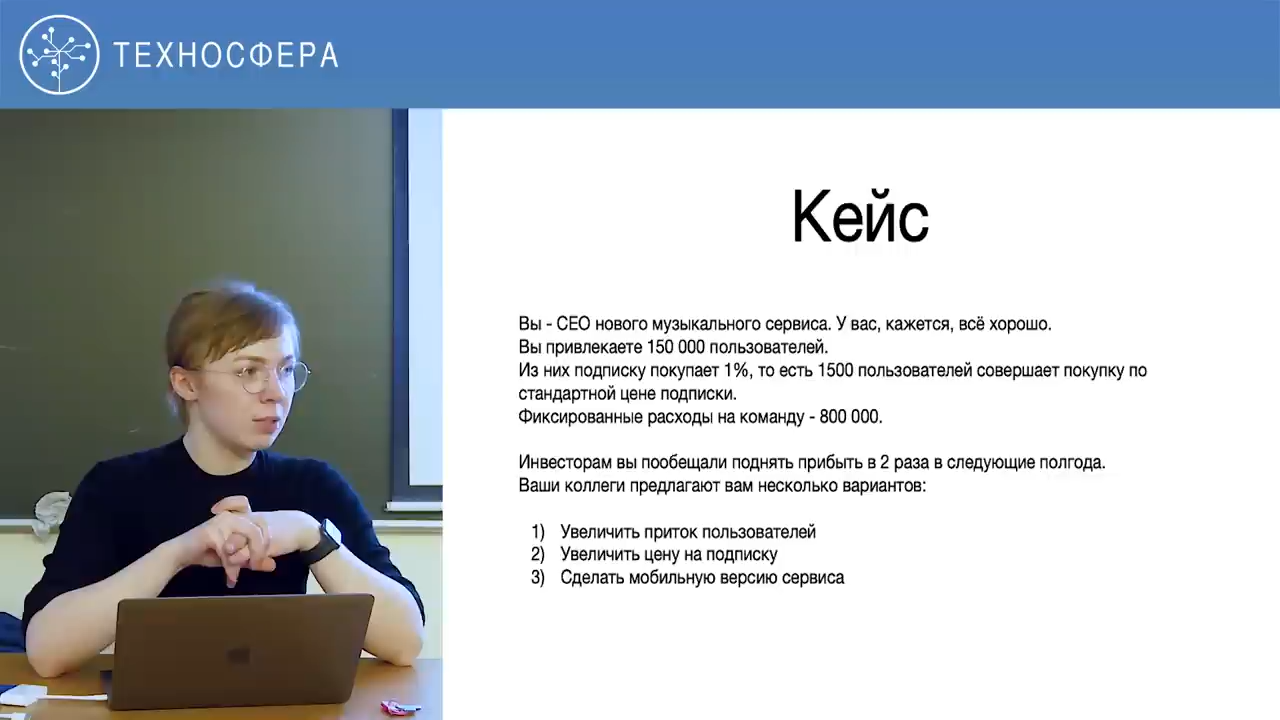 ТЕХНОСФЕРА
Кейс
Вы - CEO нового музыкального сервиса. У вас, кажется, всё хорошо.
Вы привлекаете 150 000 пользователей.
Из них подписку покупает 1%, то есть 1500 пользователей совершает покупку по
стандартной цене подписки.
Фиксированные расходы на команду - 800 000.
Инвесторам вы пообещали поднять прибыть в 2 раза в следующие полгода.
Ваши коллеги предлагают вам несколько вариантов:
1) Увеличить приток пользователей
2) Увеличить цену на подписку
3) Сделать мобильную версию сервиса